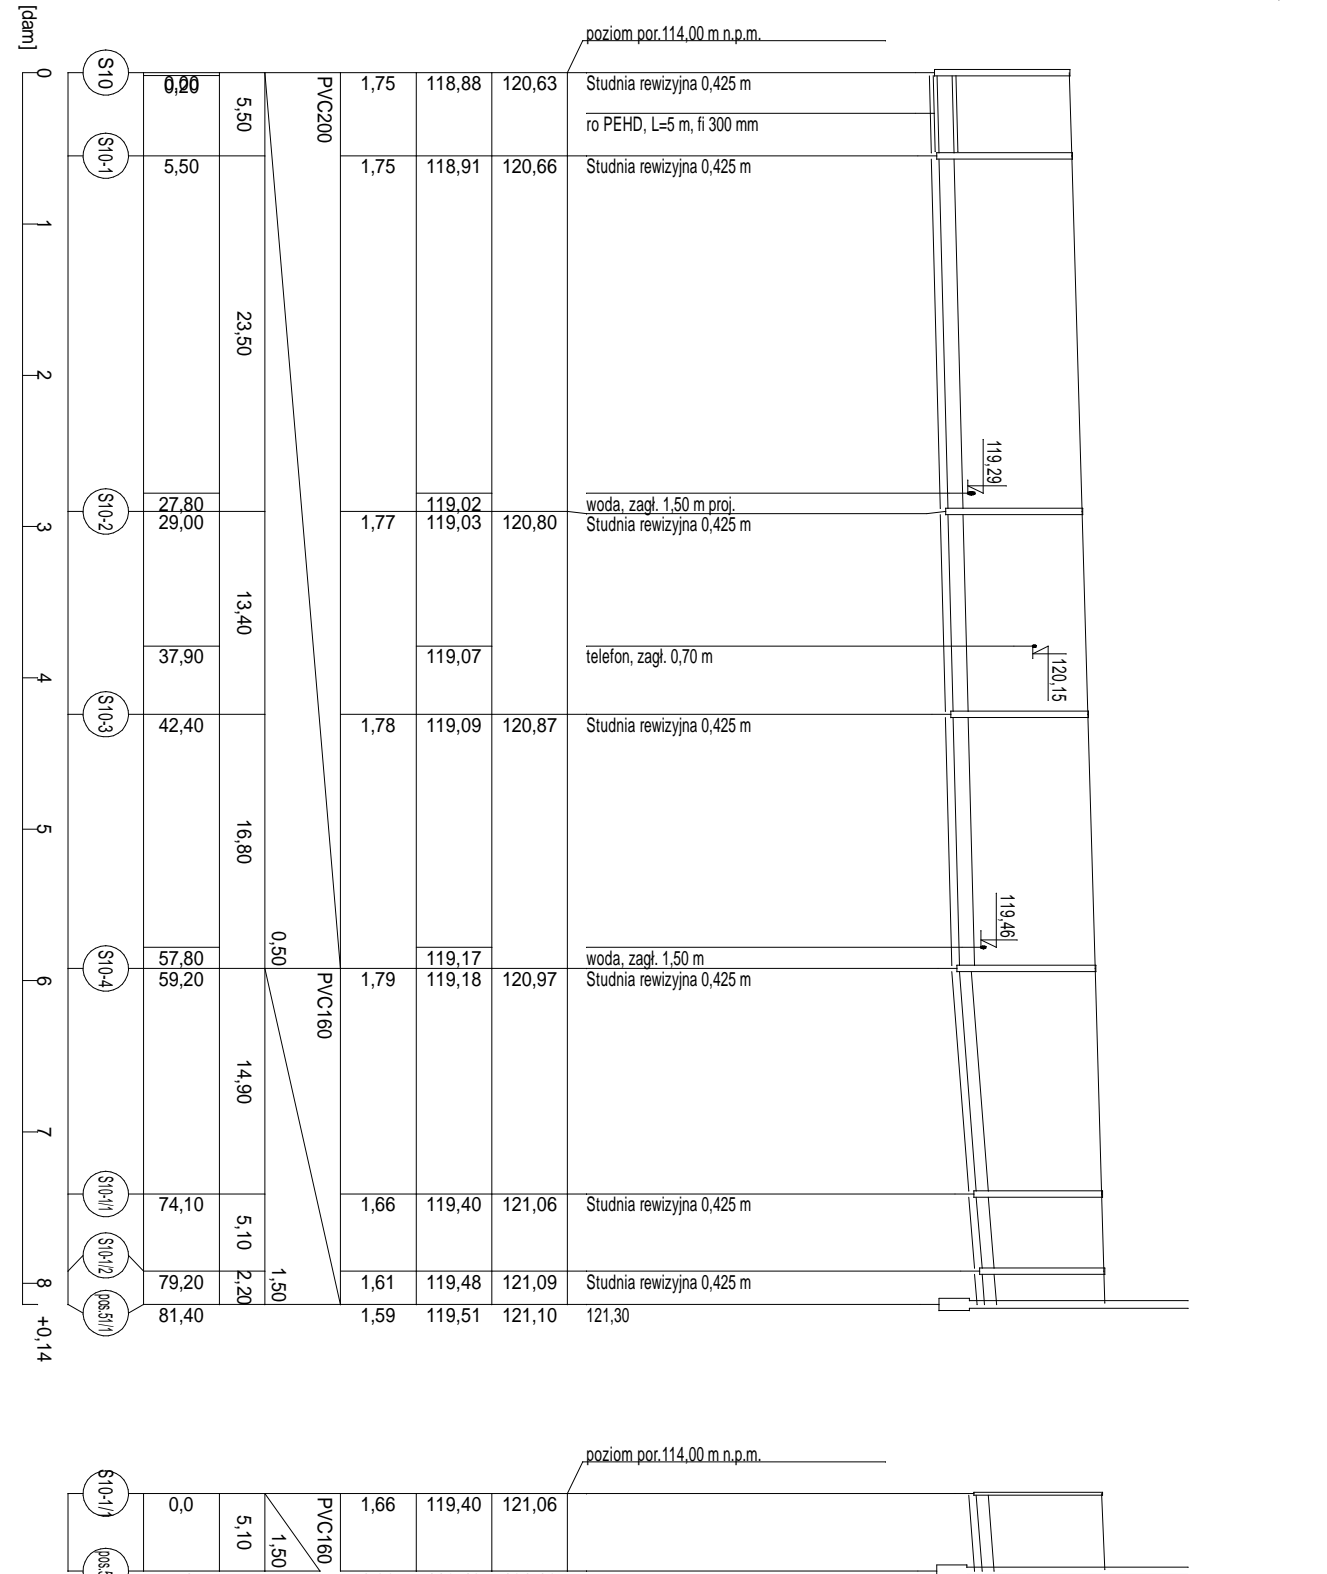 [dam]
poziom por.114,00 m n.p.m.
0 S10 0,00 PVC200 1,75 118,88 120,63 Studnia rewizyjna 0,425 m
0,20
5,50
ro PEHD, L=5 m, fi 300 mm
S10-1 5,50 1,75 118,91 120,66 Studnia rewizyjna 0,425 m
1
23,50
2
119,29
27,80 119,02 woda, zagł. 1,50 m proj.
3 S10-2 29,00 1,77 119,03 120,80 Studnia rewizyjna 0,425 m
13,40
37,90 119,07 telefon, zagł. 0,70 m
120,15
4
S10-3 42,40 1,78 119,09 120,87 Studnia rewizyjna 0,425 m
5
16,80
119,46
0,50
57,80 119,17 woda, zagł. 1,50 m
6 S10-4 59,20 PVC160 1,79 119,18 120,97 Studnia rewizyjna 0,425 m
14,90
7
S10-1/1 74,10 1,66 119,40 121,06 Studnia rewizyjna 0,425 m
5,10
8 S10-1/2 79,20 2,20 1,50 1,61 119,48 121,09 Studnia rewizyjna 0,425 m
pos.51/1 81,40 1,59 119,51 121,10 121,30
+0,14
poziom por.114,00 m n.p.m.
S10-1/1 0,0 PVC160 1,66 119,40 121,06
5,10 1,50